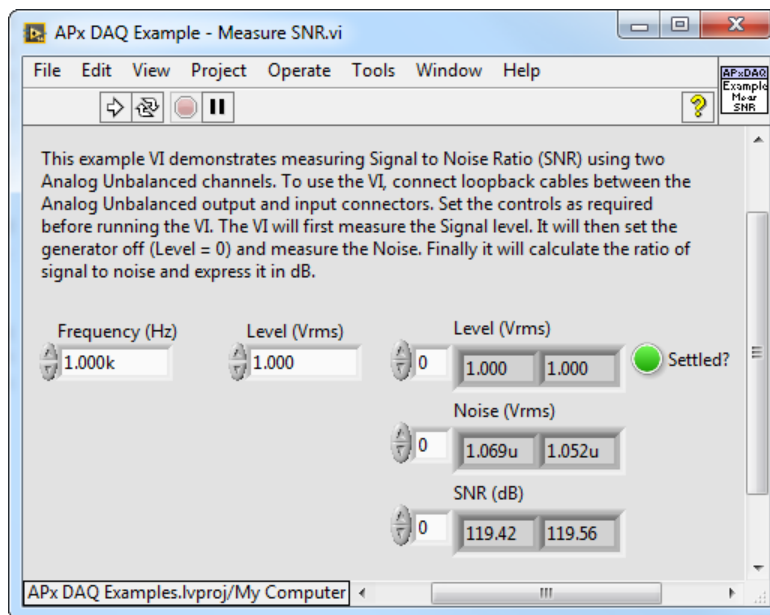 APx DAQ Example - Measure SNR.vi
File Edit View Project Operate Tools Window Help
APxDAQ
Example
Mear
SNR
This example VI demonstrates measuring Signal to Noise Ratio (SNR) using two
Analog Unbalanced channels. To use the VI, connect loopback cables between the
Analog Unbalanced output and input connectors. Set the controls as required
before running the VI. The VI will first measure the Signal level. It will then set the
generator off (Level = 0) and measure the Noise. Finally it will calculate the ratio of
signal to noise and express it in dB.
Frequency (Hz) Level (Vrms) Level (Vrms)
1.000k 1.000 0 1.000 1.000 Settled?
Noise (Vrms)
0 1.069u 1.052u
SNR (dB)
0 119.42 119.56
APx DAQ Examples.lvproj/My Computer